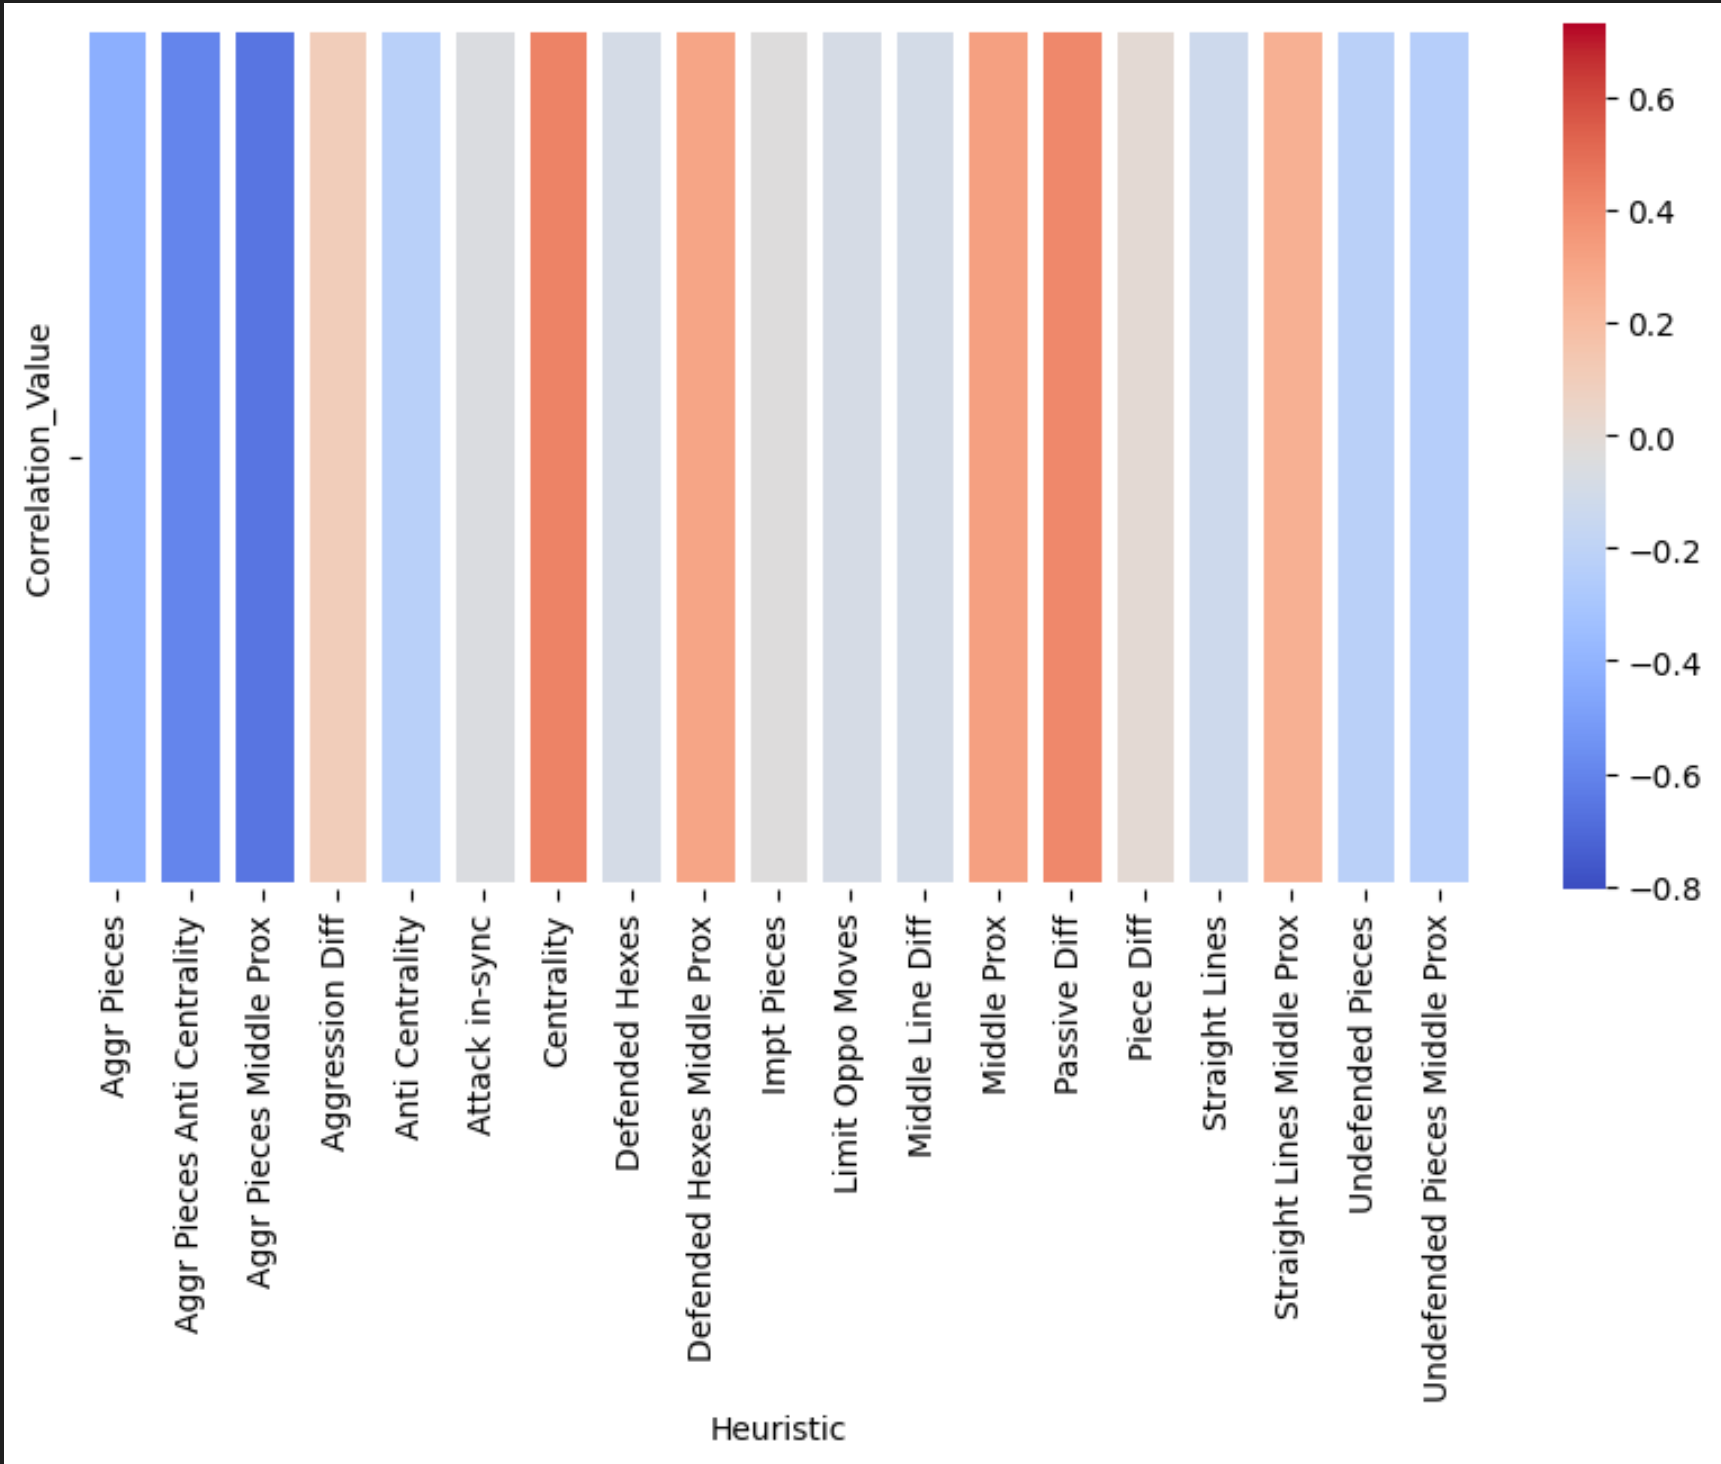 Correlation_Value
Aggr Pieces
Aggr Pieces Anti Centrality
Aggr Pieces Middle Prox
Aggression Diff
Anti Centrality
Attack in-sync
Centrality
Defended Hexes
Defended Hexes Middle Prox
Impt Pieces
Limit Oppo Moves
Middle Line Diff
Middle Prox
Passive Diff
Piece Diff
Straight Lines
Straight Lines Middle Prox
Undefended Pieces
Undefended Pieces Middle Prox
Heuristic
0.6
0.4
0.2
0.0
−0.2
−0.4
−0.6
−0.8